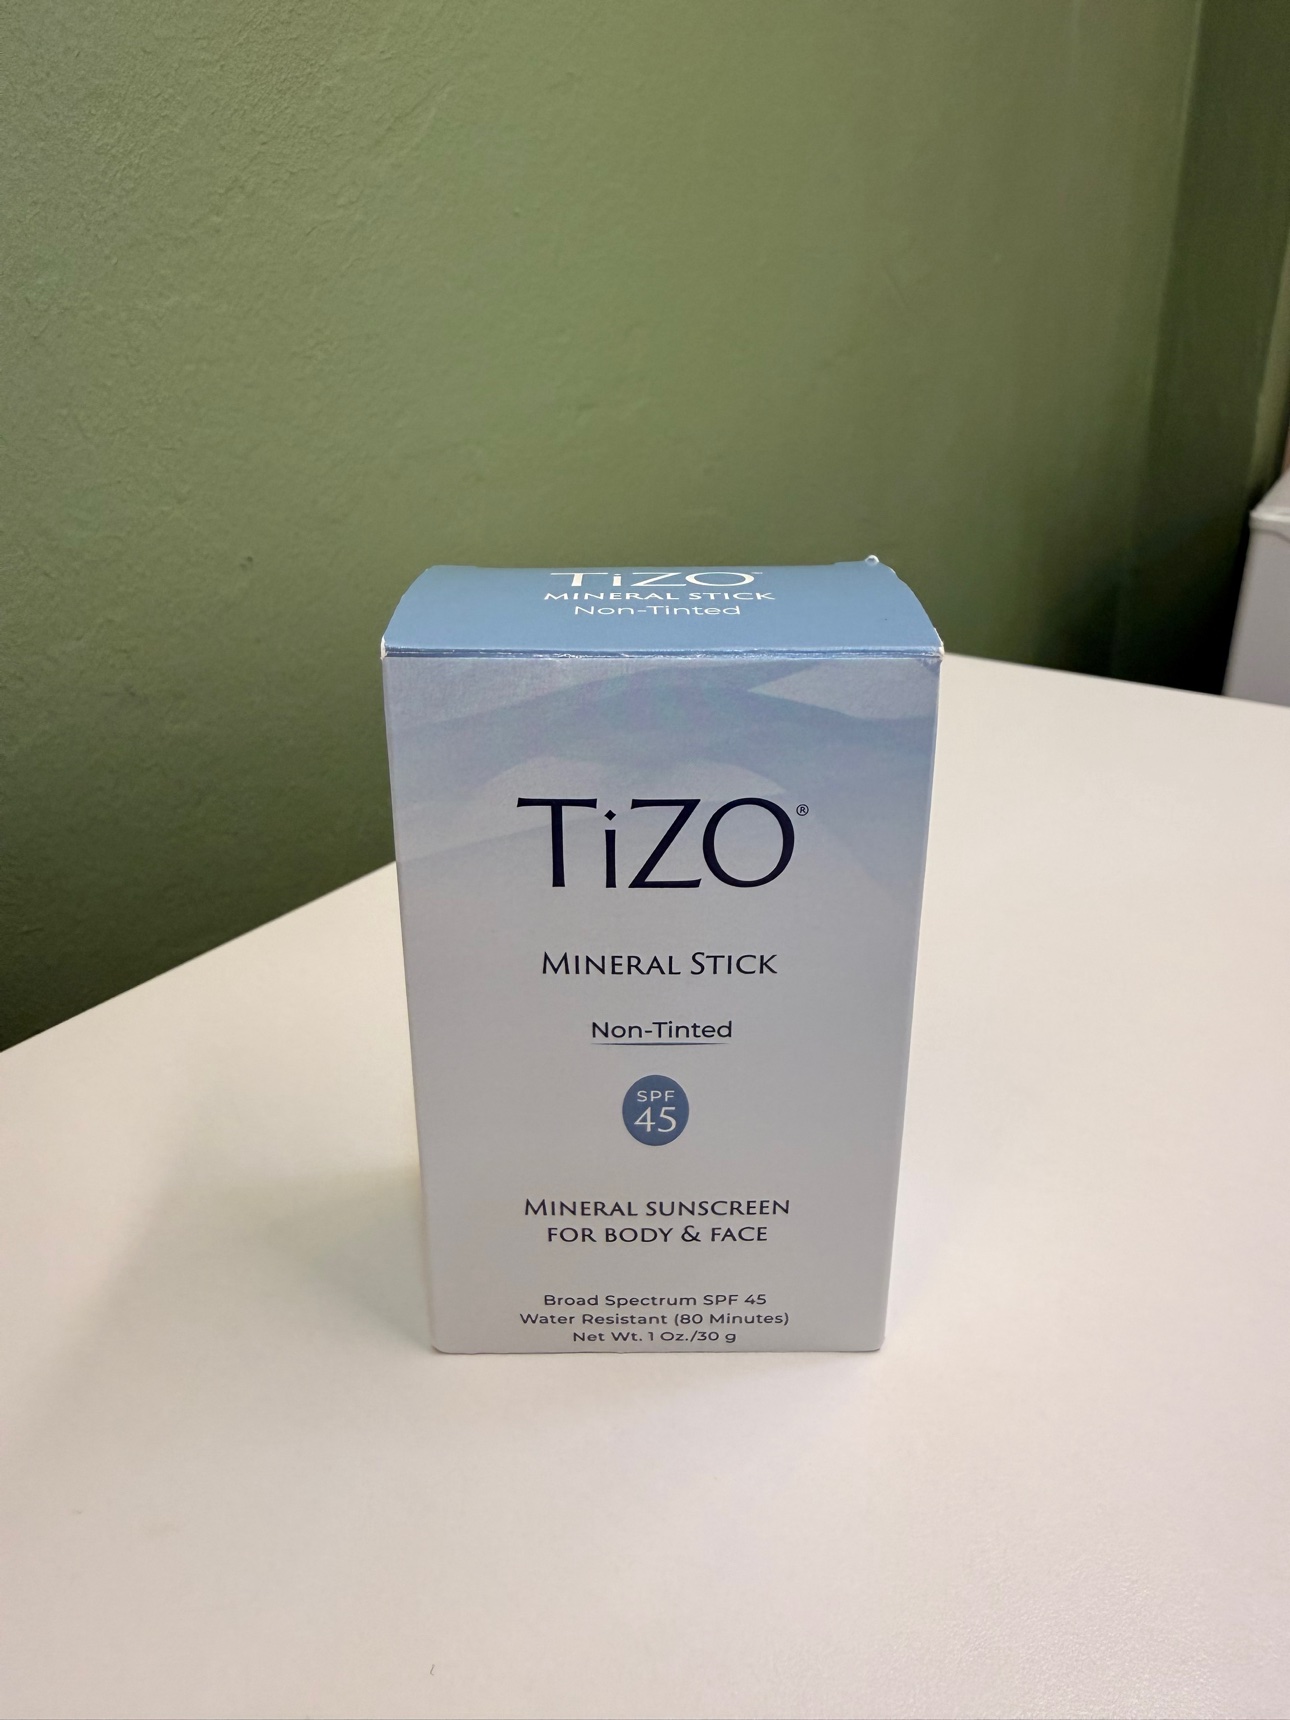 TiZO
MINERAL STICK
Non-Tinted
TiZO®
MINERAL STICK
Non-Tinted
SPF
45
MINERAL SUNSCREEN
FOR BODY & FACE
Broad Spectrum SPF 45
Water Resistant (80 Minutes)
Net Wt. 1 Oz./30 g